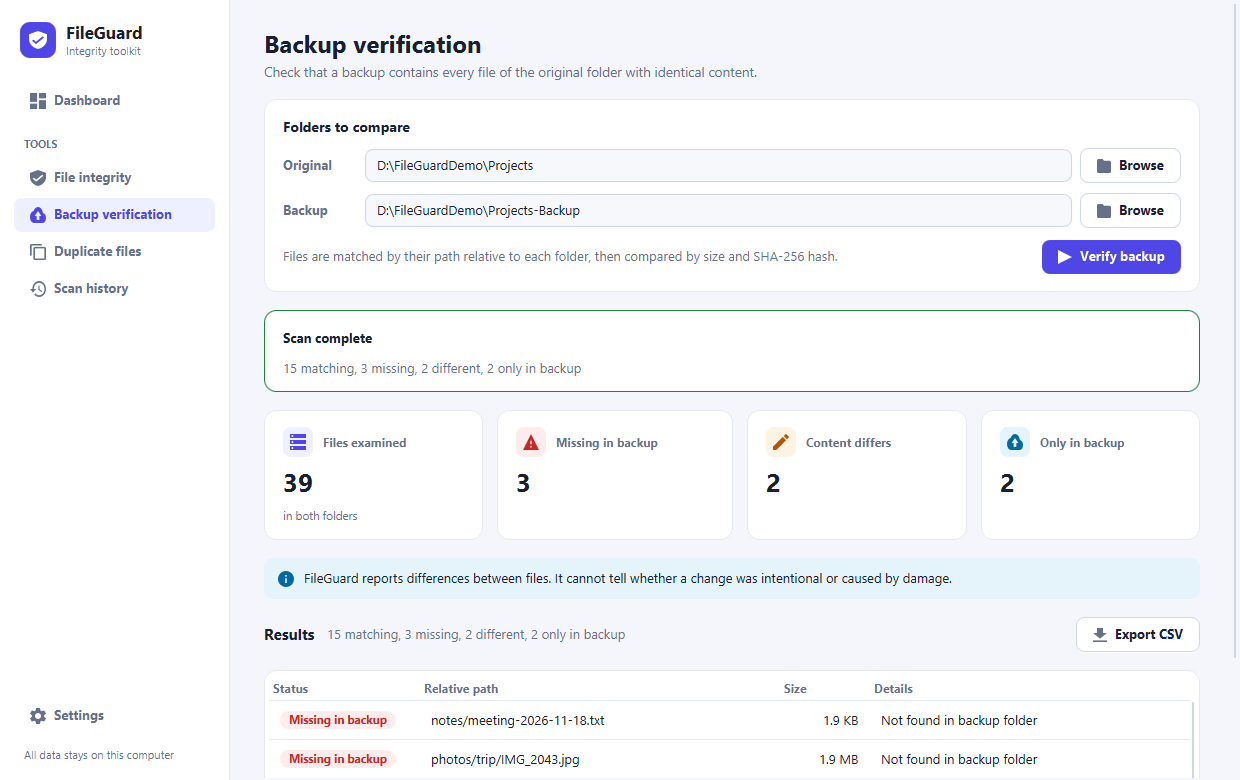 FileGuard
Integrity toolkit
Dashboard
TOOLS
File integrity
Backup verification
Duplicate files
Scan history
Settings
All data stays on this computer
Backup verification
Check that a backup contains every file of the original folder with identical content.
Folders to compare
Original D:\FileGuardDemo\Projects Browse
Backup D:\FileGuardDemo\Projects-Backup Browse
Files are matched by their path relative to each folder, then compared by size and SHA-256 hash. Verify backup
Scan complete
15 matching, 3 missing, 2 different, 2 only in backup
Files examined
39
in both folders
Missing in backup
3
Content differs
2
Only in backup
2
FileGuard reports differences between files. It cannot tell whether a change was intentional or caused by damage.
Results 15 matching, 3 missing, 2 different, 2 only in backup Export CSV
Status Relative path Size Details
Missing in backup notes/meeting-2026-11-18.txt 1.9 KB Not found in backup folder
Missing in backup photos/trip/IMG_2043.jpg 1.9 MB Not found in backup folder